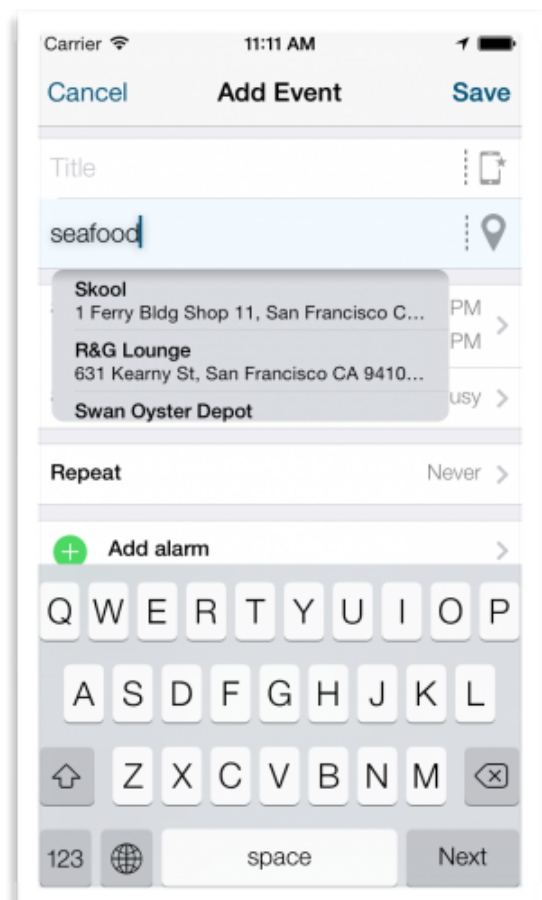 Carrier 11:11 AM
Cancel Add Event Save
Title
seafood
Skool
1 Ferry Bldg Shop 11, San Francisco C...
PM
R&G Lounge
PM
631 Kearny St, San Francisco CA 9410...
Swan Oyster Depot
usy
Repeat Never
Add alarm
Q W E R T Y U I O P
A S D F G H J K L
Z X C V B N M
123 space Next